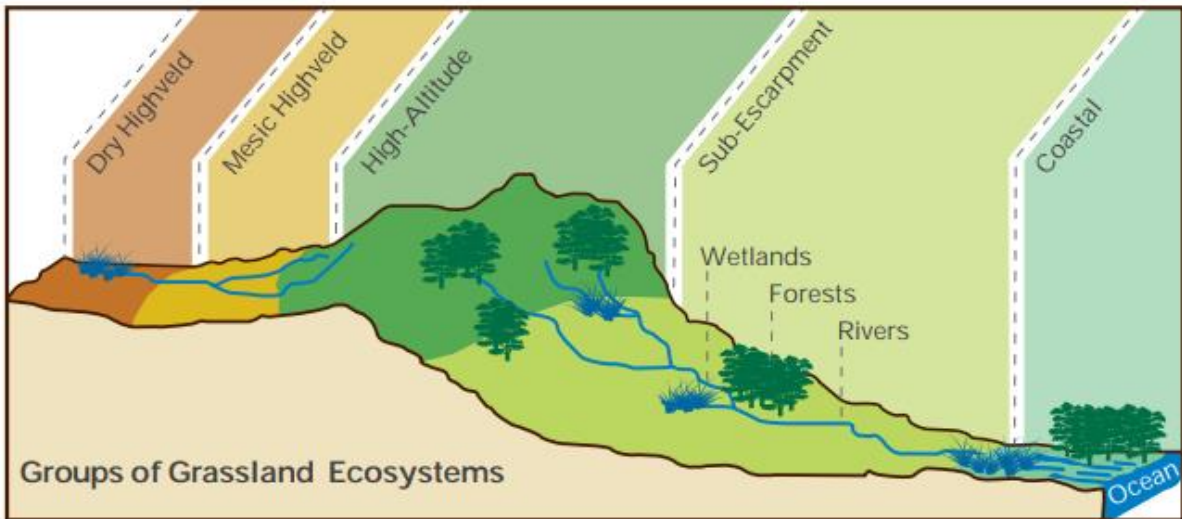 Dry Highveld
Mesic Highveld
High-Altitude
Sub-Escarpment
Coastal
Wetlands
Forests
Rivers
Groups of Grassland Ecosystems
Ocean